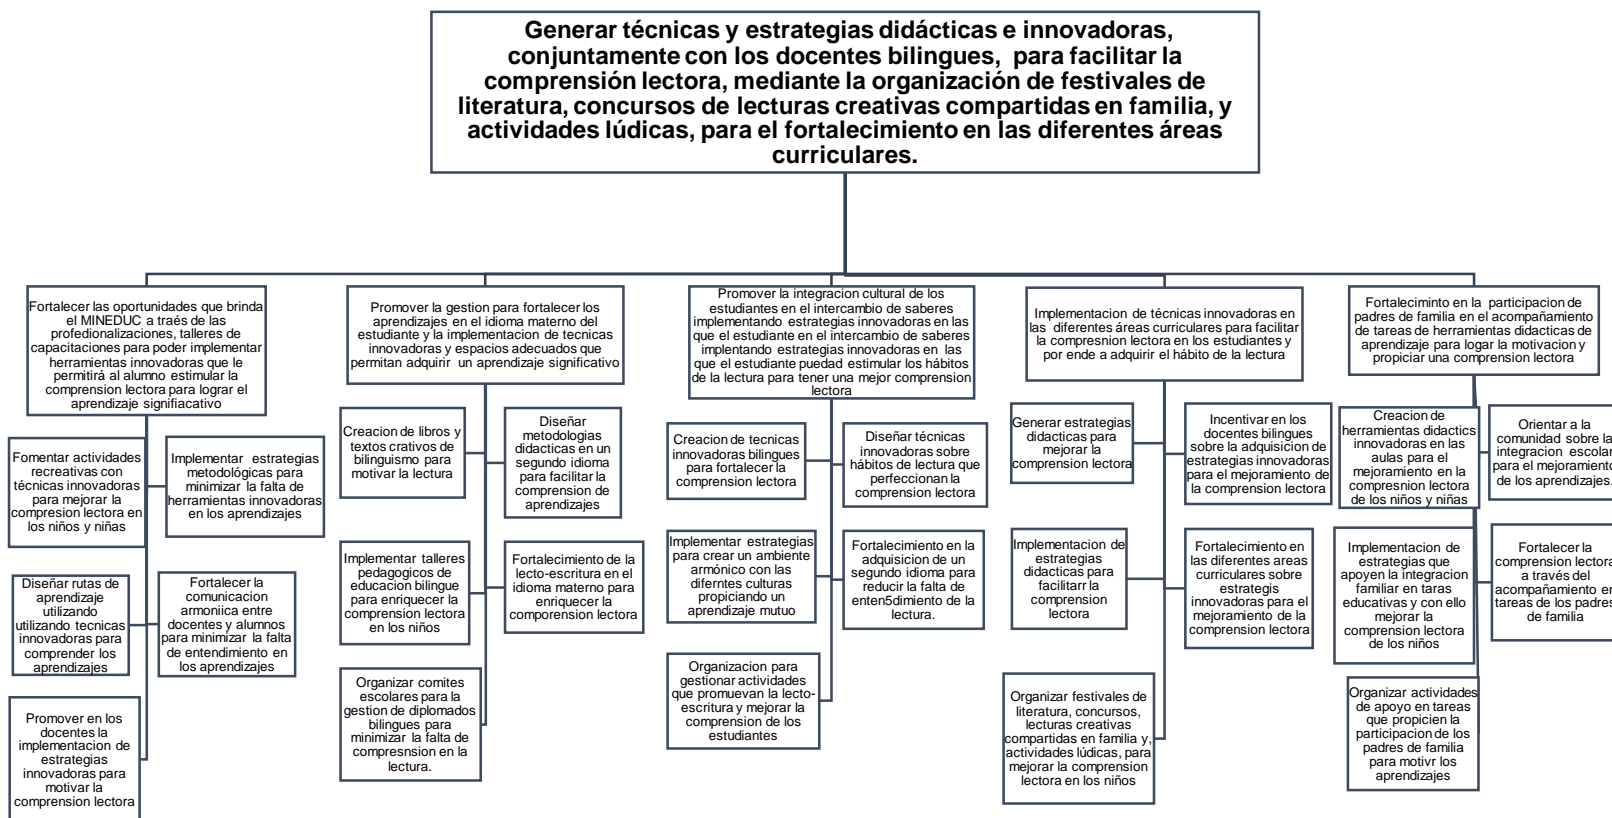 Generar técnicas y estrategias didácticas e innovadoras,
conjuntamente con los docentes bilingues, para facilitar la
comprensión lectora, mediante la organización de festivales de
literatura, concursos de lecturas creativas compartidas en familia, y
actividades lúdicas, para el fortalecimiento en las diferentes áreas
curriculares.
Fortalecer las oportunidades que brinda
el MINEDUC a traés de las
profedionalizaciones, talleres de
capacitaciones para poder implementar
herramientas innovadoras que le
permitirá al alumno estimular la
comprension lectora para lograr el
aprendizaje signifiacativo
Fomentar actividades
recreativas con
técnicas innovadoras
para mejorar la
compresion lectora en
los niños y niñas
Implementar estrategias
metodológicas para
minimizar la falta de
herramientas innovadoras
en los aprendizajes
Diseñar rutas de
aprendizaje
utilizando
utilizando tecnicas
innovadoras para
comprender los
aprendizajes
Fortalecer la
comunicacion
armoniica entre
docentes y alumnos
para minimizar la falta
de entendimiento en
los aprendizajes
Promover en los
docentes la
implementacion de
estrategias
innovadoras para
motivar la
comprension lectora
Promover la gestion para fortalecer los
aprendizajes en el idioma materno del
estudiante y la implementacion de tecnicas
innovadoras y espacios adecuados que
permitan adquirir un aprendizaje significativo
Creacion de libros y
textos crativos de
bilinguismo para
motivar la lectura
Diseñar
metodologias
didacticas en un
segundo idioma
para facilitar la
comprension de
aprendizajes
Implementar talleres
pedagogicos de
educacion bilingue
para enriquecer la
comprension lectora
en los niños
Fortalecimiento de la
lecto-escritura en el
idioma materno para
enriquecer la
comporension lectora
Organizar comites
escolares para la
gestion de diplomados
bilingues para
minimizar la falta de
compresnsion en la
lectura.
Promover la integracion cultural de los
estudiantes en el intercambio de saberes
implementando estrategias innovadoras en las
que el estudiante en el intercambio de saberes
implentando estrategias innovadoras en las
que el estudiante puedad estimular los hábitos
de la lectura para tener una mejor comprension
lectora
Creacion de tecnicas
innovadoras bilingues
para fortalecer la
comprension lectora
Diseñar técnicas
innovadoras sobre
hábitos de lectura que
perfeccionan la
comprension lectora
Implementar estrategias
para crear un ambiente
armónico con las
diferntes culturas
propiciando un
aprendizaje mutuo
Fortalecimiento en la
adquisicion de un
segundo idioma para
reducir la falta de
enten5dimiento de la
lectura.
Organizacion para
gestionar actividades
que promuevan la lecto-
escritura y mejorar la
comprension de los
estudiantes
Implementacion de técnicas innovadoras en
las diferentes áreas curriculares para facilitar
la compresnion lectora en los estudiantes y
por ende a adquirir el hábito de la lectura
Generar estrategias
didacticas para
mejorar la
comprension lectora
Incentivar en los
docentes bilingues
sobre la adquisicion de
estrategias innovadoras
para el mejoramiento de
la comprension lectora
Implementacion de
estrategias
didacticas para
facilitarr la
comprension
lectora
Fortalecimiento en
las diferentes areas
curriculares sobre
estrategis
innovadoras para el
mejoramiento de la
comprension lectora
Organizar festivales de
literatura, concursos,
lecturas creativas
compartidas en familia y,
actividades lúdicas, para
mejorar la comprension
lectora en los niños
Fortaleciminto en la participacion de
padres de familia en el acompañamiento
de tareas de herramientas didacticas de
aprendizaje para logar la motivacion y
propiciar una comprension lectora
Creacion de
herramientas didactics
innovadoras en las
aulas para el
mejoramiento en la
compresnion lectora
de los niños y niñas
Orientar a la
comunidad sobre la
integracion escolar
para el mejoramiento
de los aprendizajes.
Implementacion de
estrategias que
apoyen la integracion
familiar en taras
educativas y con ello
mejorar la
comprension lectora
de los niños
Fortalecer la
comprension lectora
a través del
acompañamiento en
tareas de los padres
de familia
Organizar actividades
de apoyo en tareas
que propicien la
participacion de los
padres de familia
para motivr los
aprendizajes